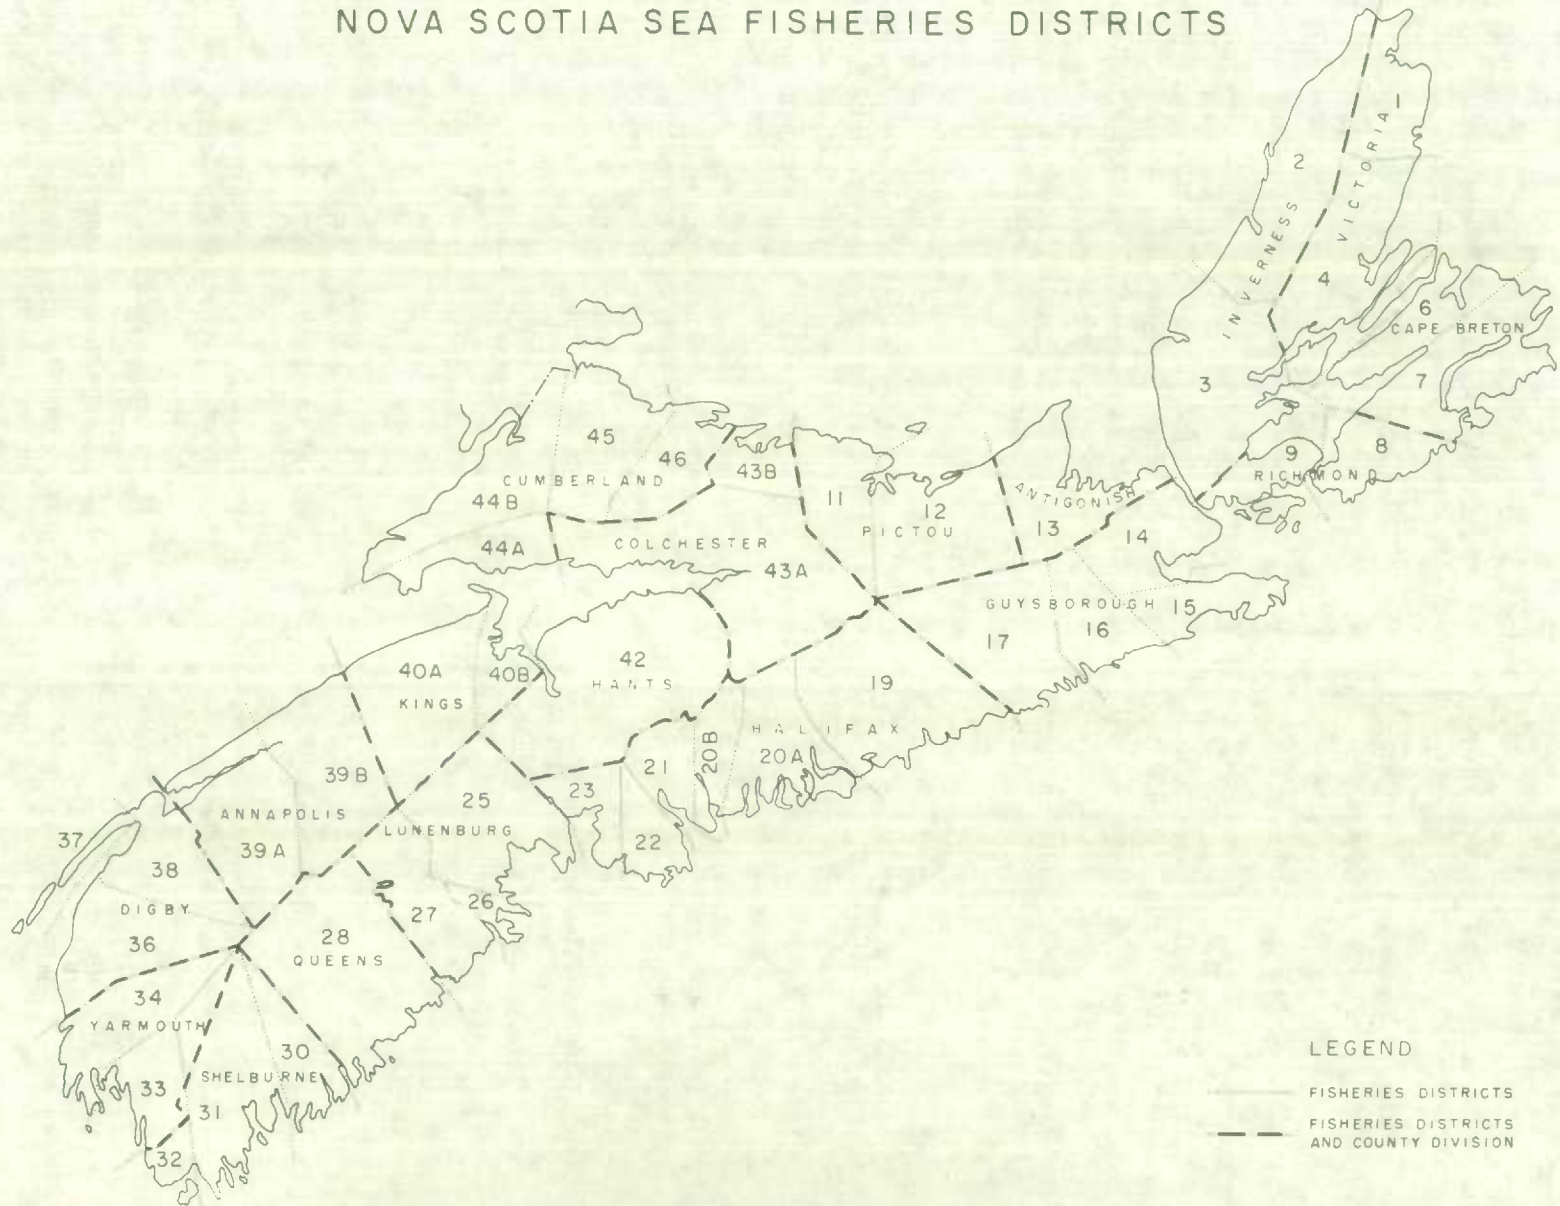 NOVA SCOTIA SEA FISHERIES DISTRICTS
1
2
VICTORIA
INVERNESS
4
6
CAPE BRETON
3
7
8
9
RICHMOND
45
46
43B
CUMBERLAND
44B
44A
COLCHESTER
43A
11
12
PICTOU
ANTIGONISH
13
14
GUYSBOROUGH
15
16
17
40A
40B
KINGS
42
HANTS
19
HALIFAX
20B
20A
21
23
22
39B
ANNAPOLIS
39A
25
LUNENBURG
26
27
37
38
DIGBY
36
28
QUEENS
34
YARMOUTH
30
SHELBURNE
33
31
32
LEGEND
FISHERIES DISTRICTS
FISHERIES DISTRICTS
AND COUNTY DIVISION